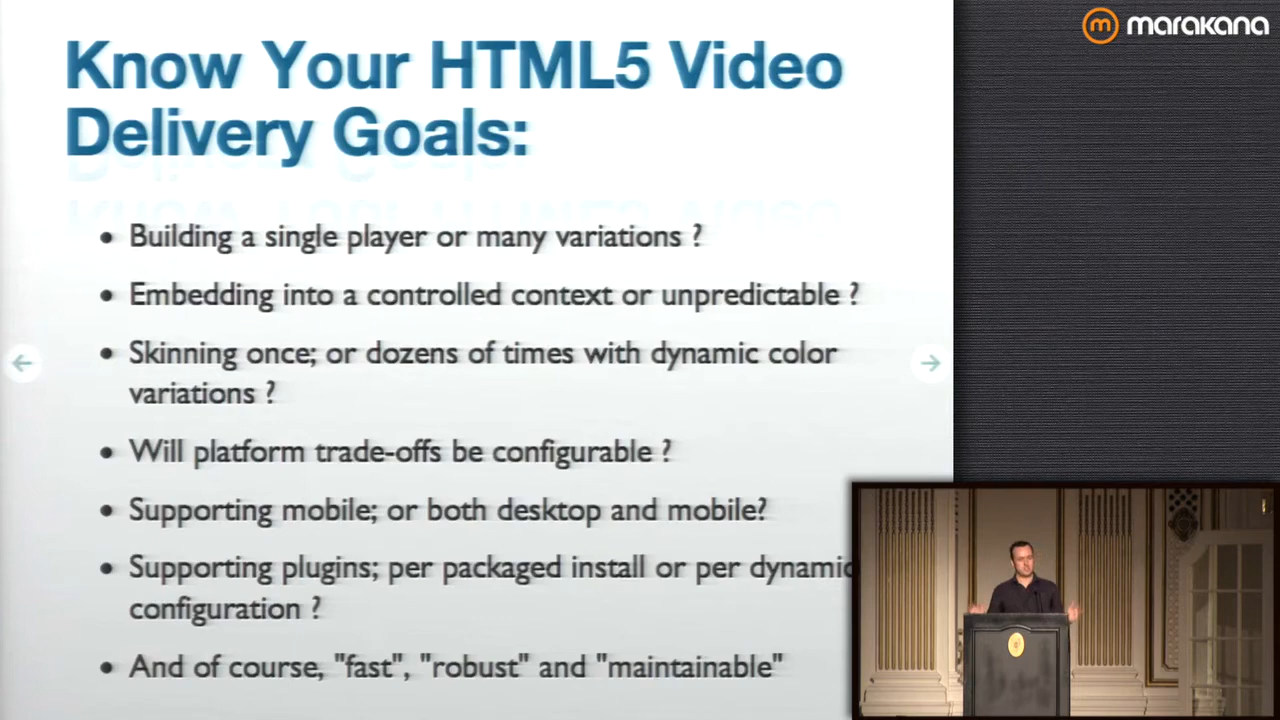 marakana
Know Your HTML5 Video
Delivery Goals:
• Building a single player or many variations ?
• Embedding into a controlled context or unpredictable ?
• Skinning once; or dozens of times with dynamic color
variations ?
• Will platform trade-offs be configurable ?
• Supporting mobile; or both desktop and mobile?
• Supporting plugins; per packaged install or per dynamic
configuration ?
• And of course, "fast", "robust" and "maintainable"